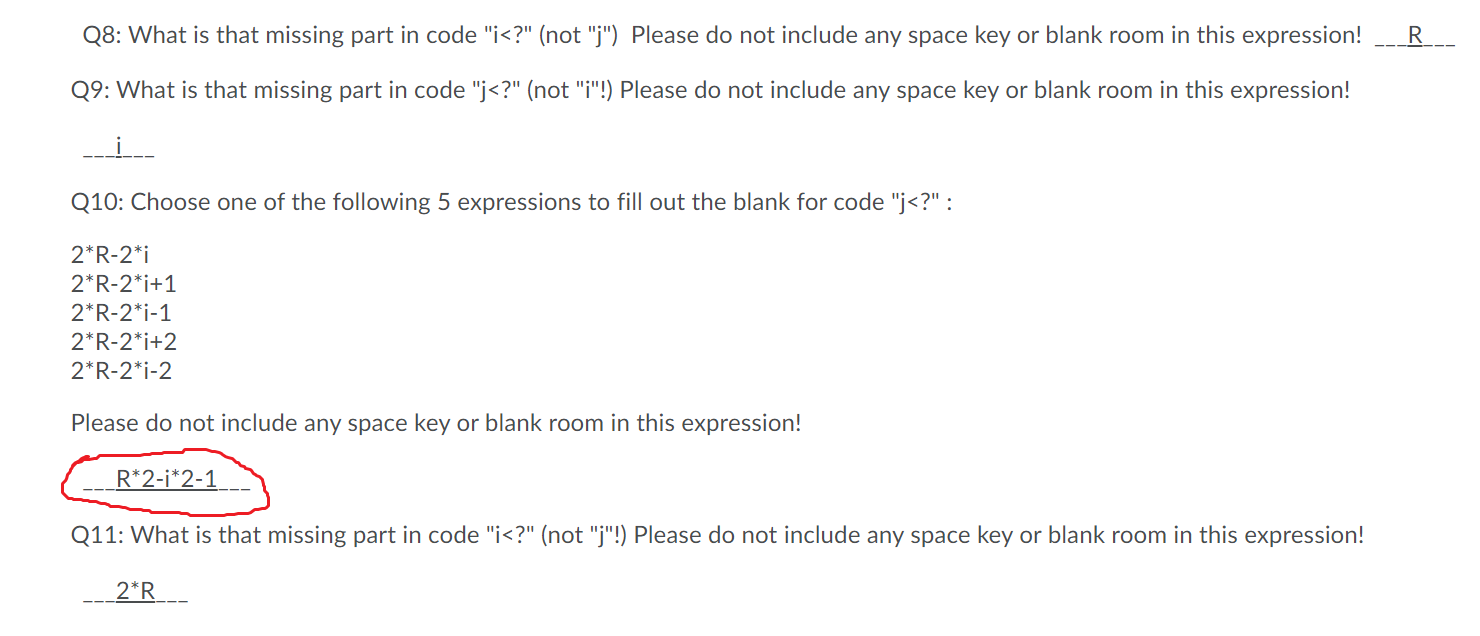 Q8: What is that missing part in code "i<?" (not "j")  Please do not include any space key or blank room in this expression! ___R___
Q9: What is that missing part in code "j<?" (not "i"!) Please do not include any space key or blank room in this expression!
___i___
Q10: Choose one of the following 5 expressions to fill out the blank for code "j<?" :
2*R-2*i
2*R-2*i+1
2*R-2*i-1
2*R-2*i+2
2*R-2*i-2
Please do not include any space key or blank room in this expression!
___R*2-i*2-1___
Q11: What is that missing part in code "i<?" (not "j"!) Please do not include any space key or blank room in this expression!
___2*R___